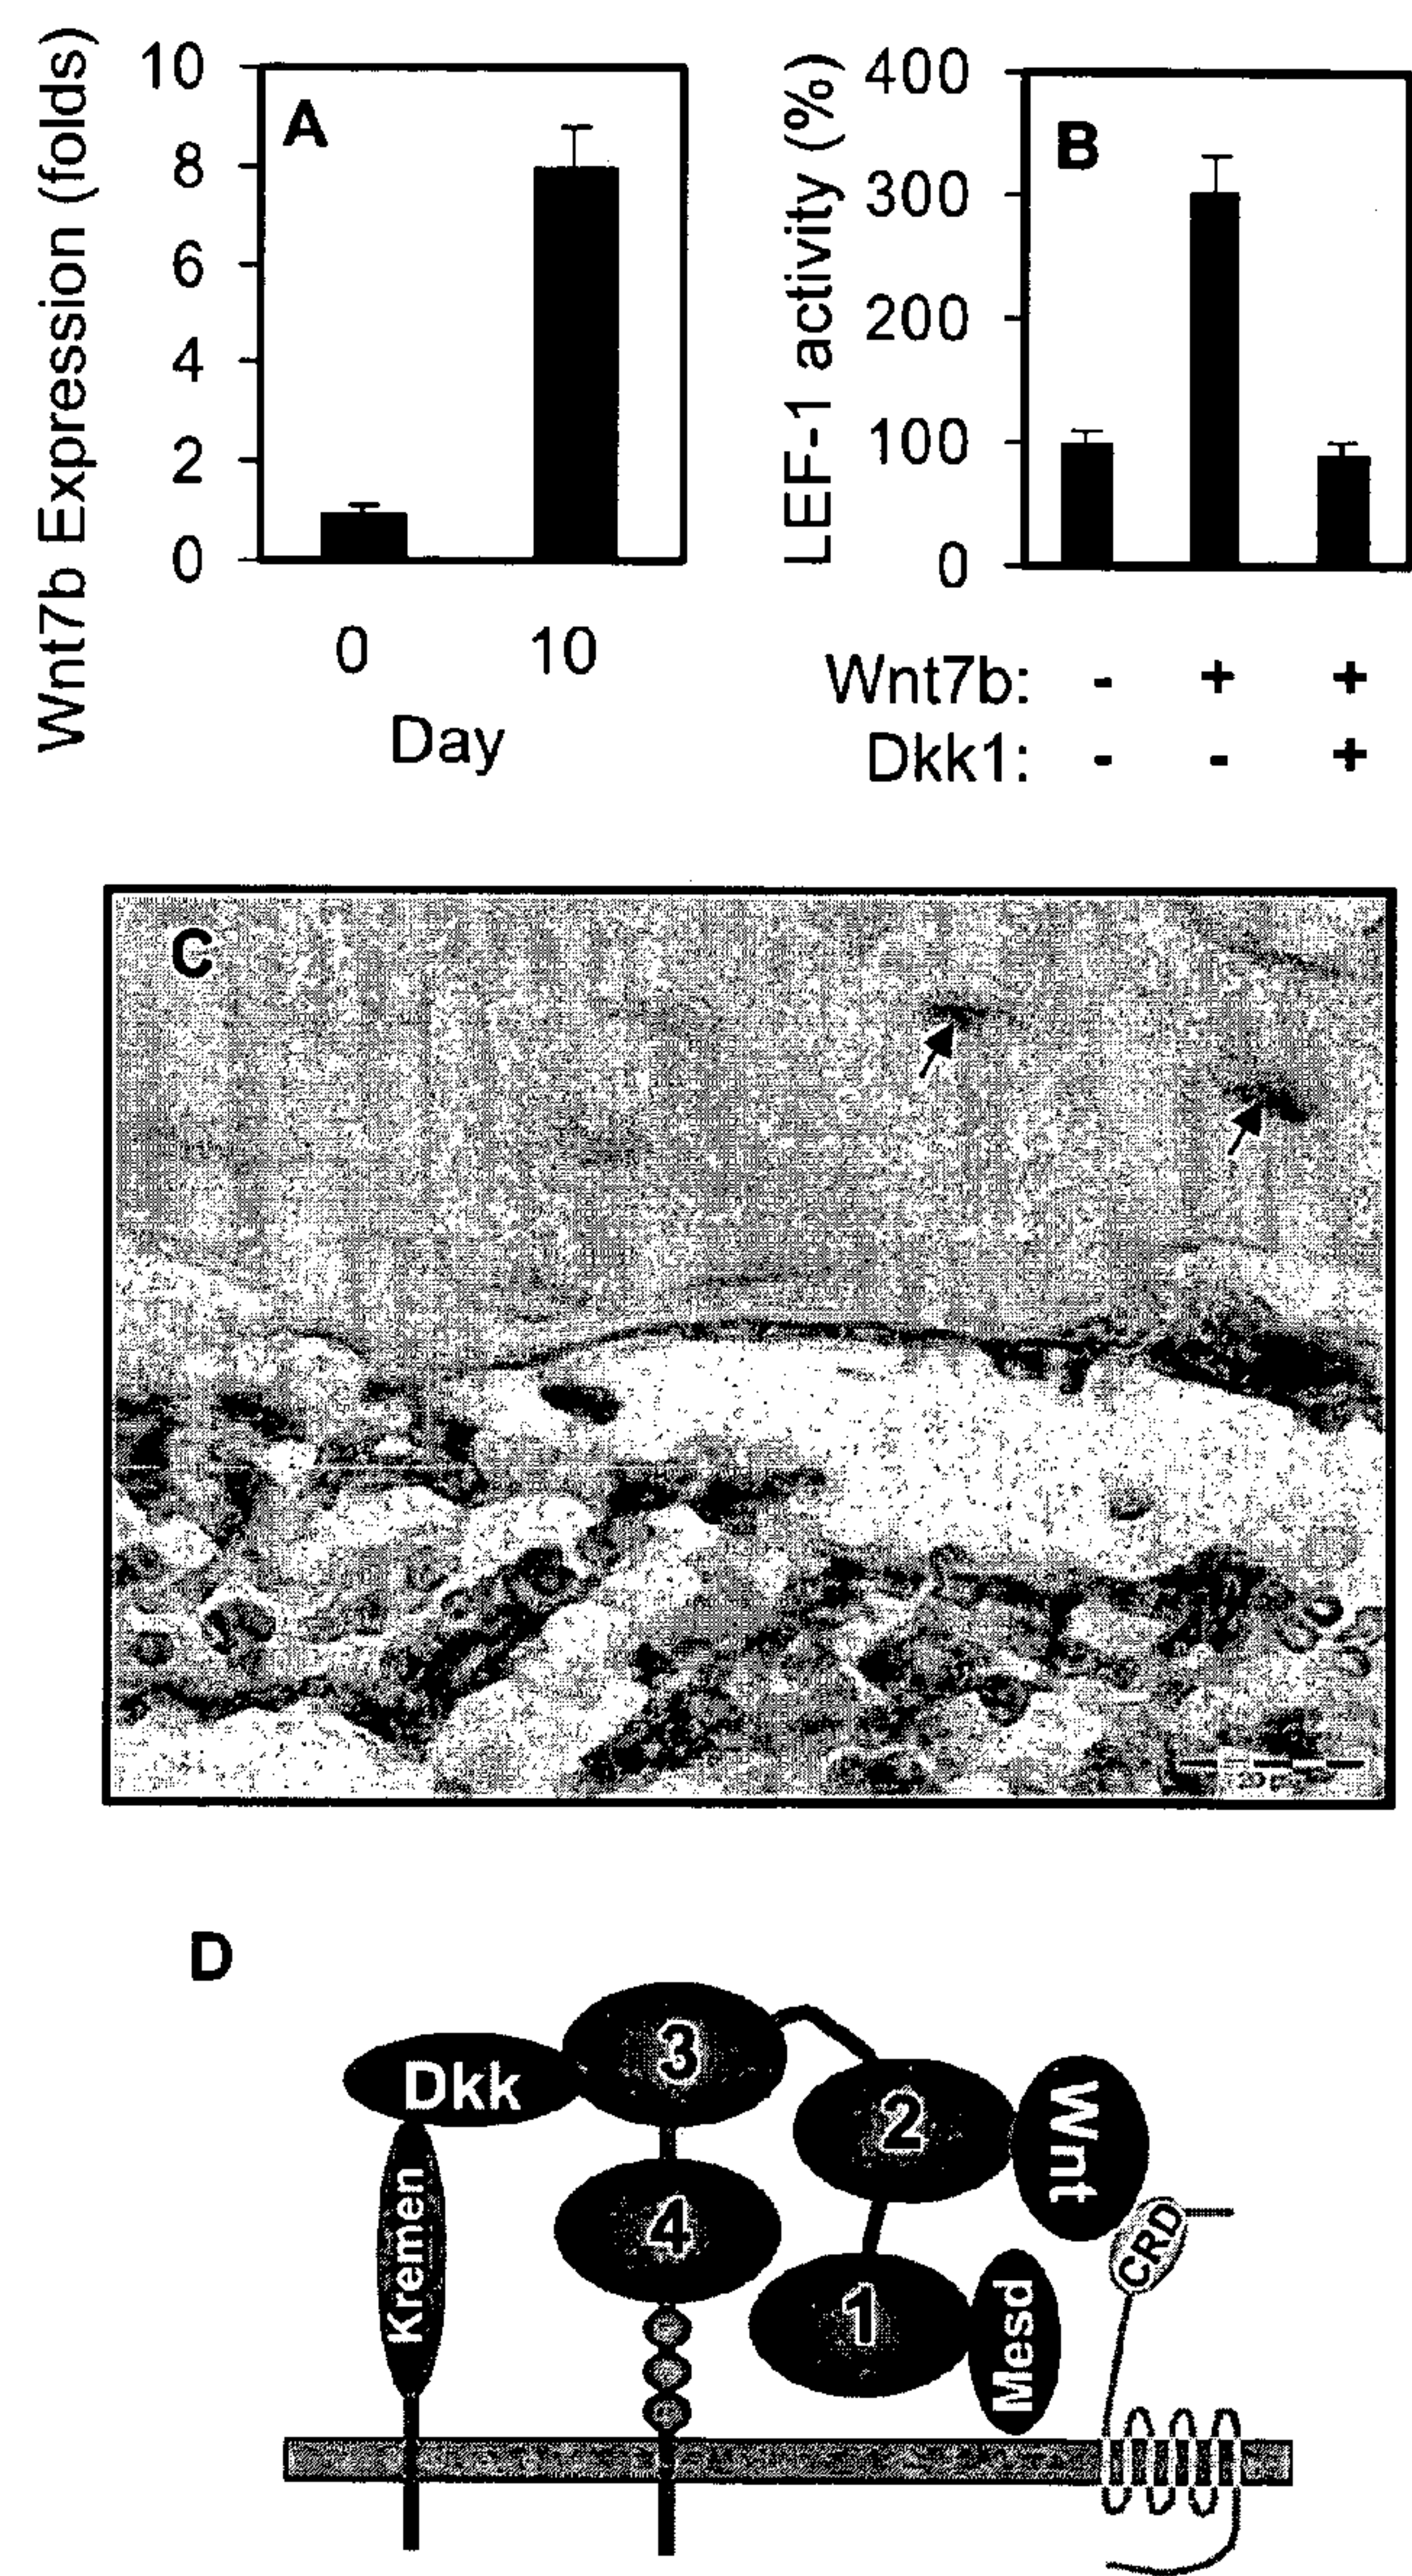 Wnt7b Expression (folds)
10
8
6
4
2
0
A
0 10
Day
LEF-1 activity (%)
400
300
200
100
0
B
Wnt7b: - + +
Dkk1: - - +
C
20
D
Dkk
3
2
Wnt
Kremen
4
CRD
1
Mesd